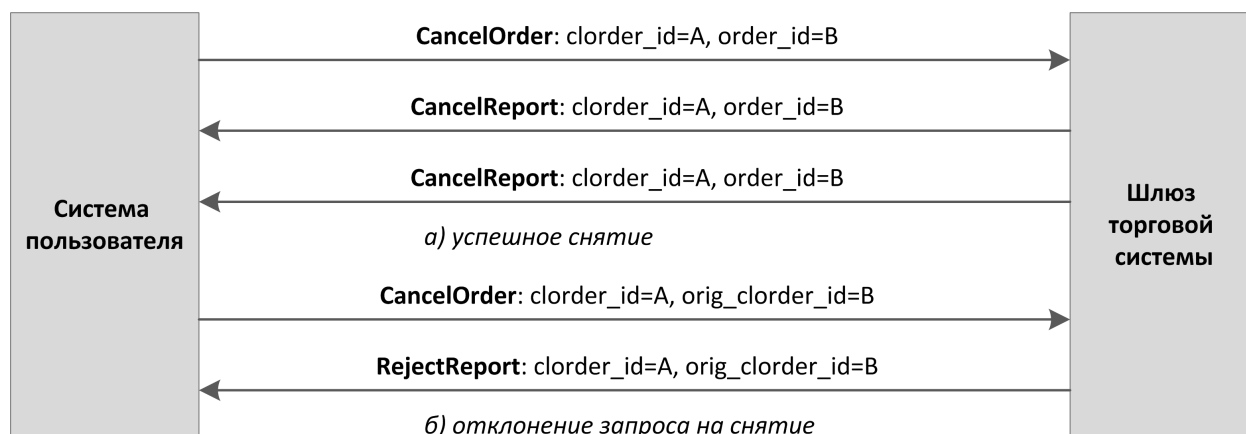 CancelOrder: clorder_id=A, order_id=B
CancelReport: clorder_id=A, order_id=B
CancelReport: clorder_id=A, order_id=B
Система
пользователя
Шлюз
торговой
системы
а) успешное снятие
CancelOrder: clorder_id=A, orig_clorder_id=B
RejectReport: clorder_id=A, orig_clorder_id=B
б) отклонение запроса на снятие